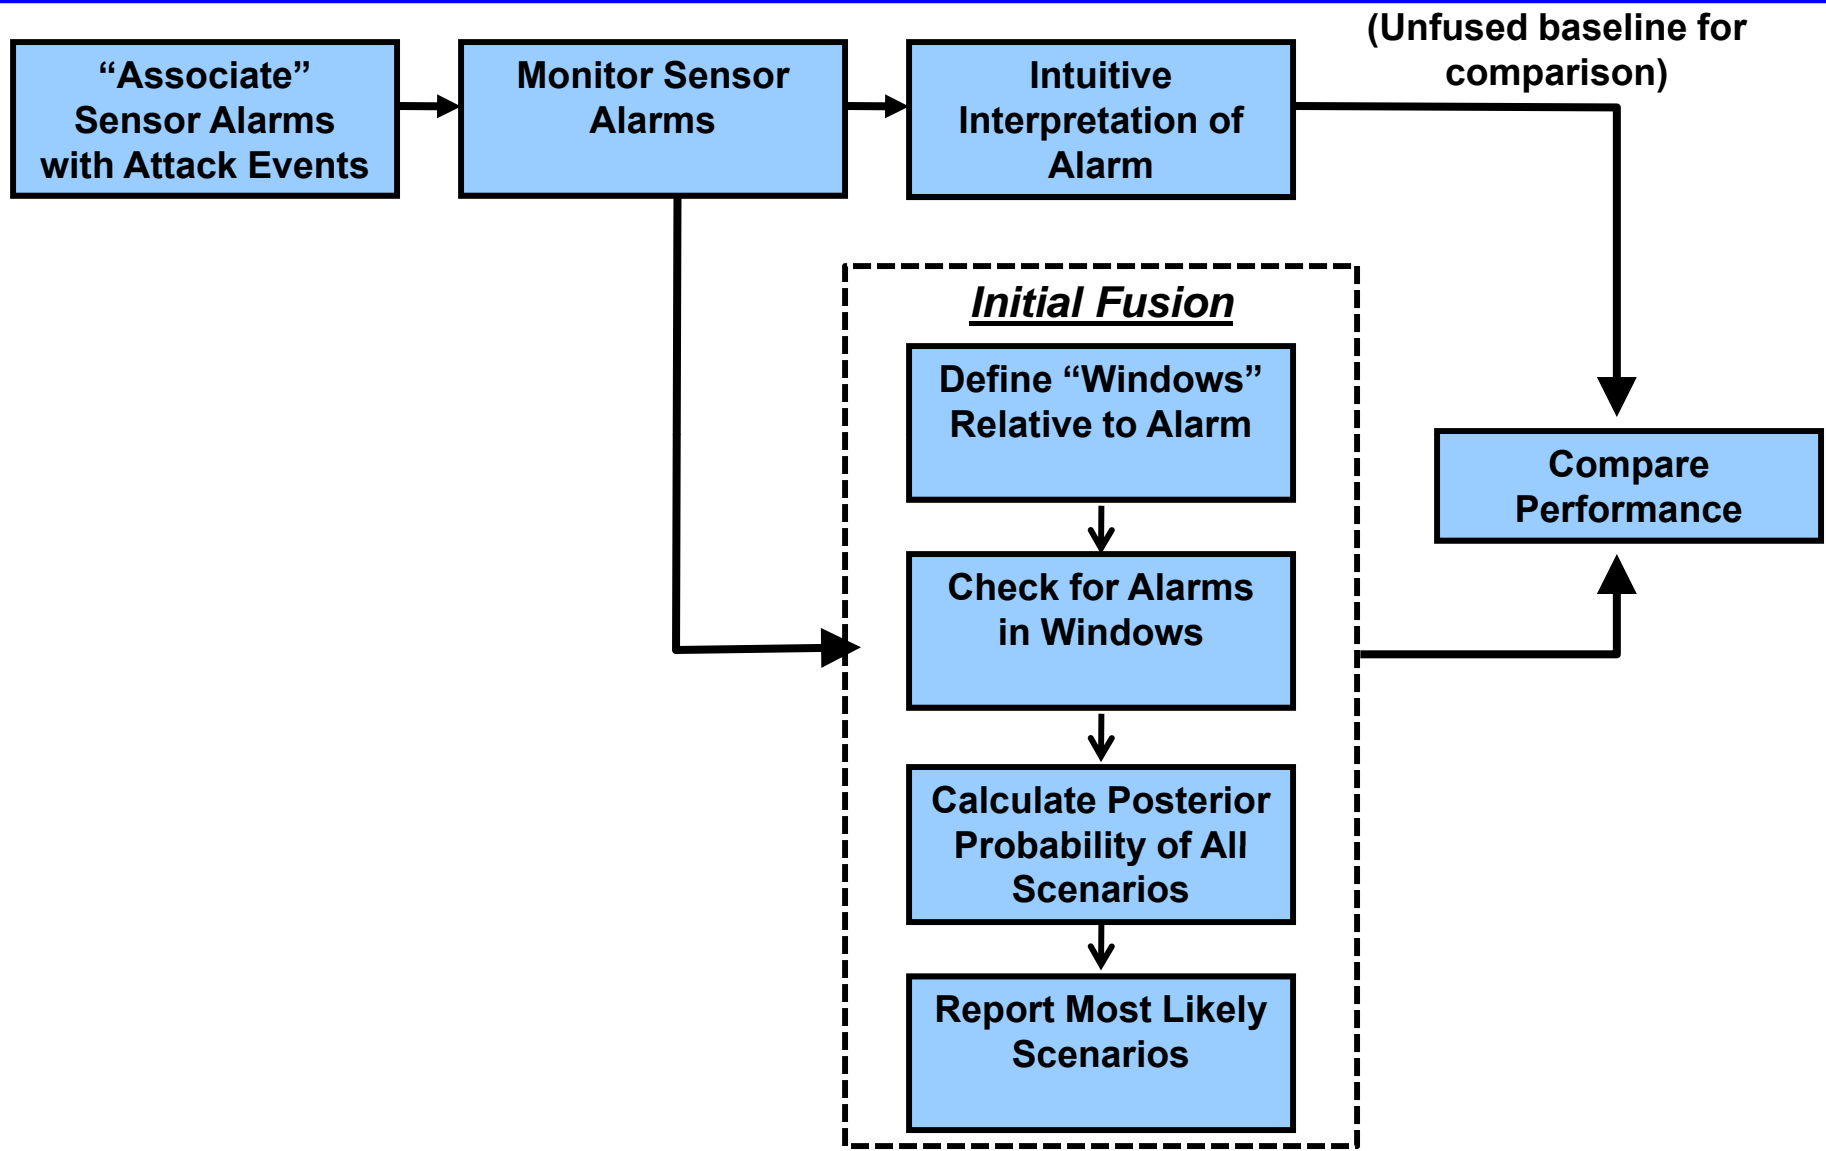 (Unfused baseline for
comparison)
“Associate”
Sensor Alarms
with Attack Events
Monitor Sensor
Alarms
Intuitive
Interpretation of
Alarm
Initial Fusion
Define “Windows”
Relative to Alarm
Check for Alarms
in Windows
Calculate Posterior
Probability of All
Scenarios
Report Most Likely
Scenarios
Compare
Performance